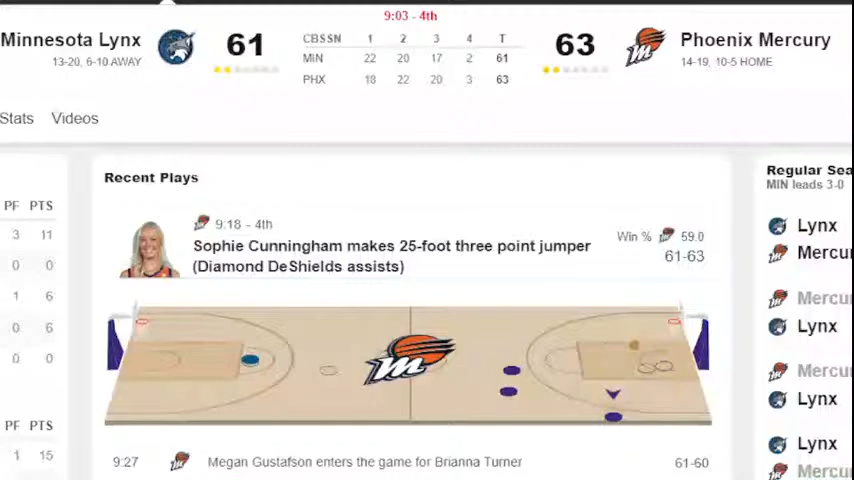 9:03 - 4th
Minnesota Lynx
13-20, 6-10 AWAY
61
CBSSN 1 2 3 4 T
MIN 22 20 17 2 61
PHX 18 22 20 3 63
63
Phoenix Mercury
14-19, 10-5 HOME
Stats Videos
PF PTS
3 11
0 0
1 6
0 6
0 0
PF PTS
1 15
Recent Plays
9:18 - 4th
Sophie Cunningham makes 25-foot three point jumper
(Diamond DeShields assists)
Win % 59.0
61-63
9:27 Megan Gustafson enters the game for Brianna Turner 61-60
Regular Sea
MIN leads 3-0
Lynx
Mercu
Mercu
Lynx
Mercu
Lynx
Lynx
Mercu